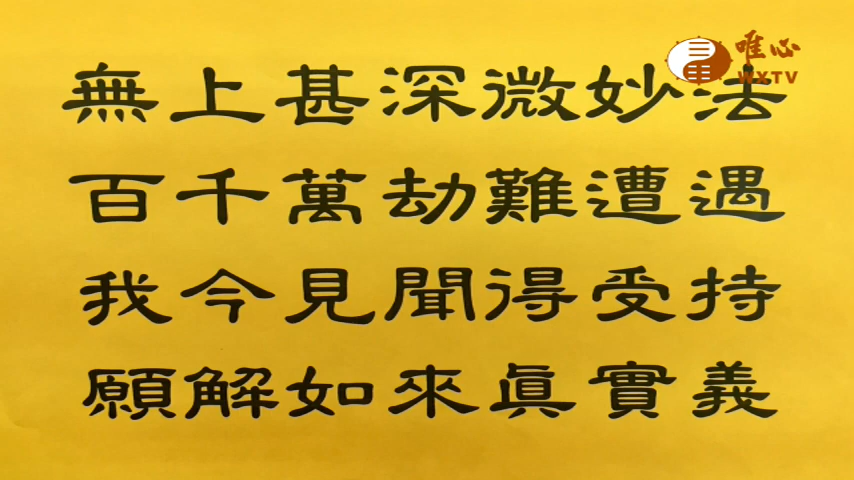 唯心
WXTV
無上甚深微妙法
百千萬劫難遭遇
我今見聞得受持
願解如來眞實義